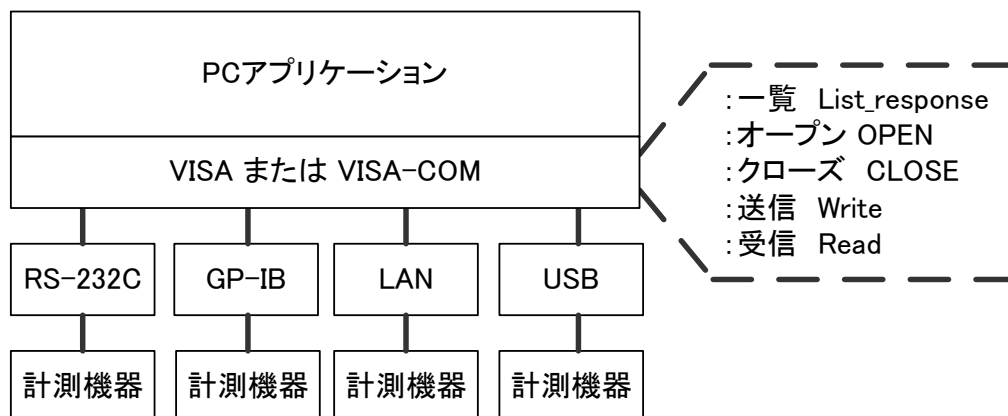 PCアプリケーション
VISA または VISA-COM
:一覧 List_response
:オープン OPEN
:クローズ CLOSE
:送信 Write
:受信 Read
RS-232C
GP-IB
LAN
USB
計測機器
計測機器
計測機器
計測機器